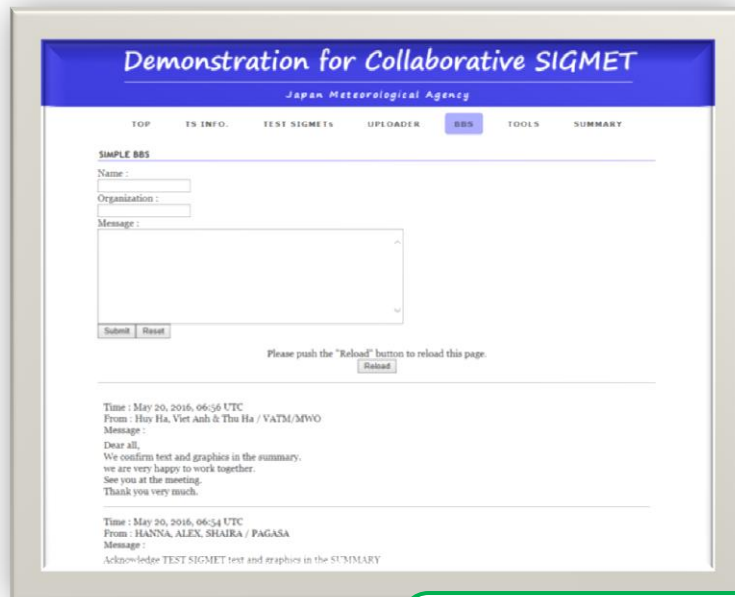 Demonstration for Collaborative SIGMET
Japan Meteorological Agency
TOP TS INFO. TEST SIGMETs UPLOADER BBS TOOLS SUMMARY
SIMPLE BBS
Name :
Organization :
Message :
Submit Reset
Please push the "Reload" button to reload this page.
Reload
Time : May 20, 2016, 06:56 UTC
From : Huy Ha, Viet Anh & Thu Ha / VATM/MWO
Message :
Dear all,
We confirm text and graphics in the summary.
we are very happy to work together.
See you at the meeting.
Thank you very much.
Time : May 20, 2016, 06:54 UTC
From : HANNA, ALEX, SHAIRA / PAGASA
Message :
Acknowledge TEST SIGMET text and graphics in the SUMMARY